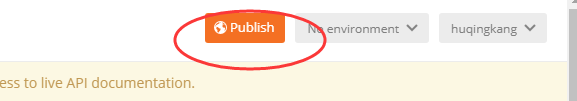 Publish No environment huqingkang
ess to live API documentation.